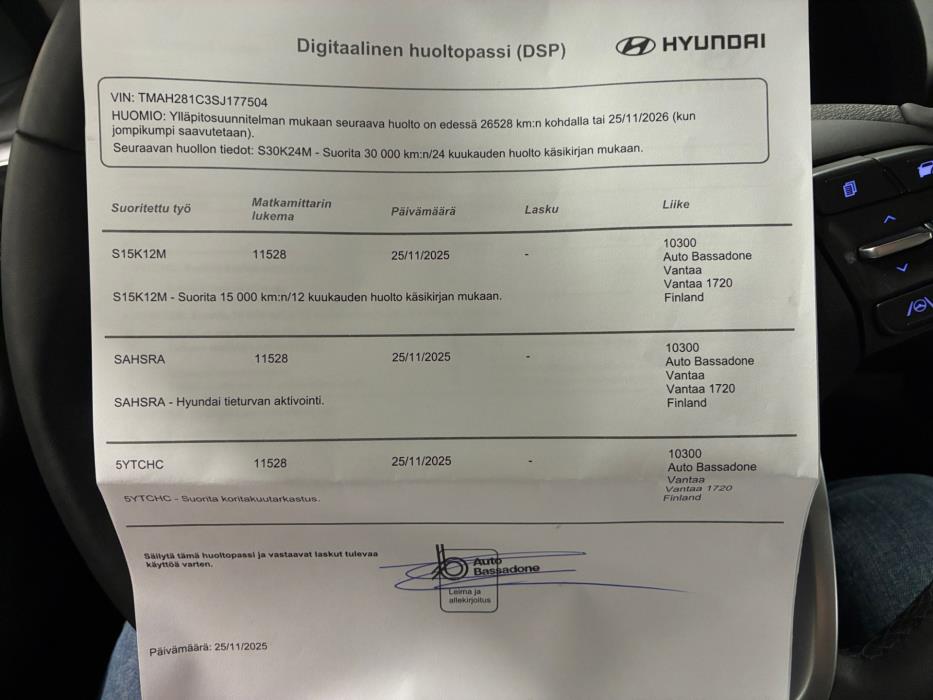 Digitaalinen huoltopassi (DSP)
HYUNDAI
VIN: TMAH281C3SJ177504
HUOMIO: Ylläpitosuunnitelman mukaan seuraava huolto on edessä 26528 km:n kohdalla tai 25/11/2026 (kun
jompikumpi saavutetaan).
Seuraavan huollon tiedot: S30K24M - Suorita 30 000 km:n/24 kuukauden huolto käsikirjan mukaan.
Suoritettu työ Matkamittarin lukema Päivämäärä Lasku Liike
S15K12M 11528 25/11/2025 - 10300
Auto Bassadone
Vantaa
Vantaa 1720
Finland
S15K12M - Suorita 15 000 km:n/12 kuukauden huolto käsikirjan mukaan.
SAHSRA 11528 25/11/2025 - 10300
Auto Bassadone
Vantaa
Vantaa 1720
Finland
SAHSRA - Hyundai tieturvan aktivointi.
5YTCHC 11528 25/11/2025 - 10300
Auto Bassadone
Vantaa
Vantaa 1720
Finland
5YTCHC - Suorita koritakuutarkastus.
Säilytä tämä huoltopassi ja vastaavat laskut tulevaa
käyttöä varten.
Auto
Bassadone
Leima ja
allekirjoitus
Päivämäärä: 25/11/2025